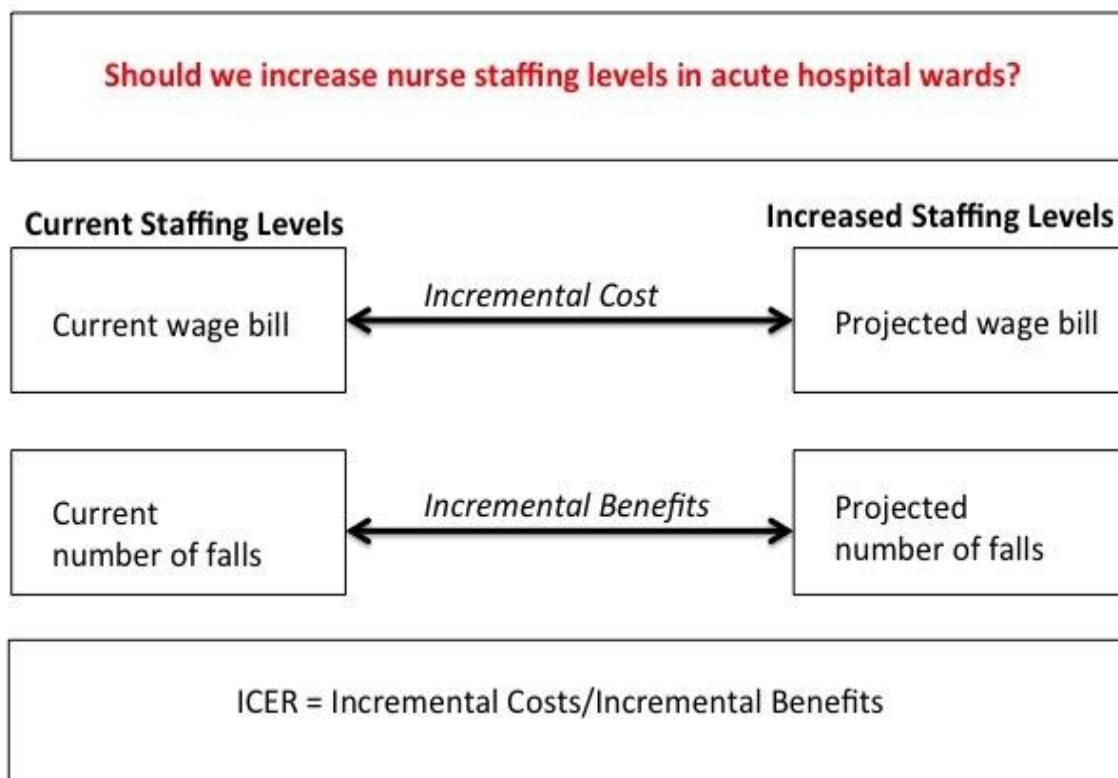 Should we increase nurse staffing levels in acute hospital wards?
Current Staffing Levels
Increased Staffing Levels
Current wage bill
Incremental Cost
Projected wage bill
Current
number of falls
Incremental Benefits
Projected
number of falls
ICER = Incremental Costs/Incremental Benefits